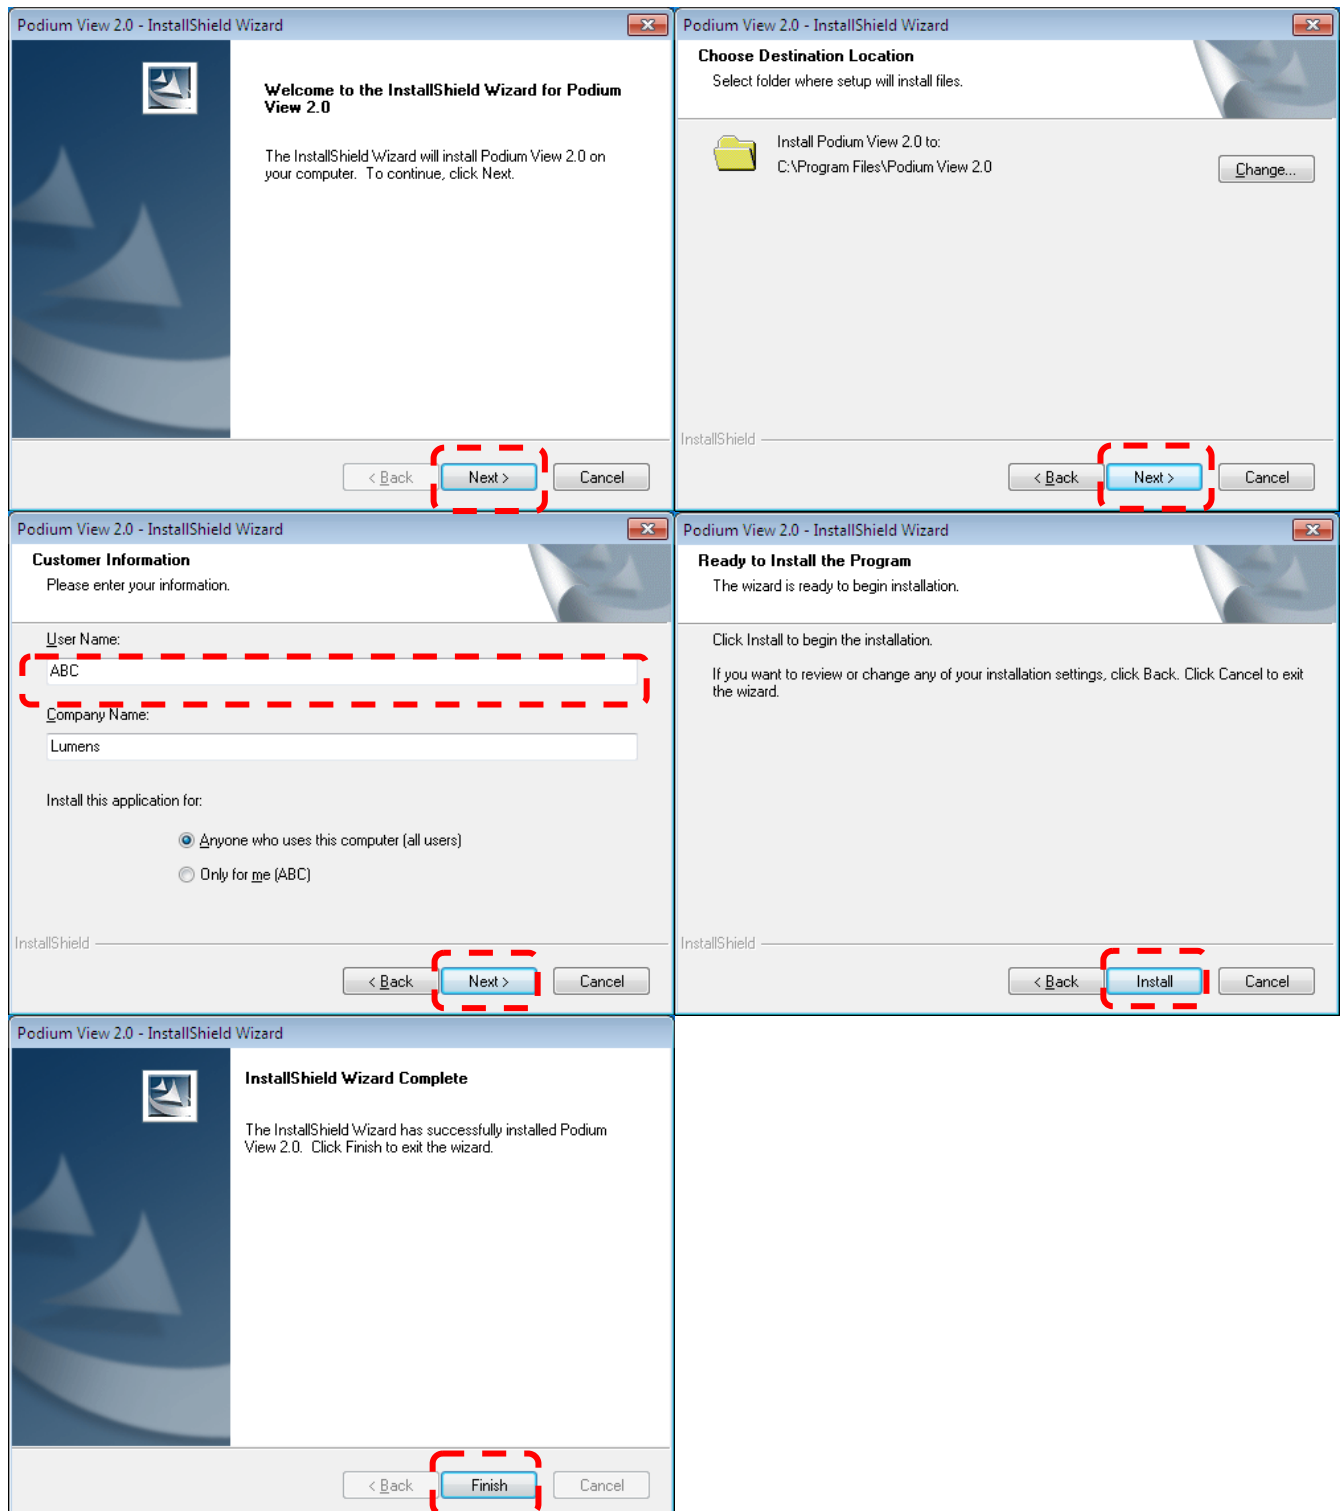 Podium View 2.0 - InstallShield Wizard
Welcome to the InstallShield Wizard for Podium
View 2.0
The InstallShield Wizard will install Podium View 2.0 on
your computer. To continue, click Next.
< Back
Next >
Cancel
Podium View 2.0 - InstallShield Wizard
Choose Destination Location
Select folder where setup will install files.
Install Podium View 2.0 to:
C:\Program Files\Podium View 2.0
Change...
InstallShield
< Back
Next >
Cancel
Podium View 2.0 - InstallShield Wizard
Customer Information
Please enter your information.
User Name:
ABC
Company Name:
Lumens
Install this application for:
Anyone who uses this computer (all users)
Only for me (ABC)
InstallShield
< Back
Next >
Cancel
Podium View 2.0 - InstallShield Wizard
Ready to Install the Program
The wizard is ready to begin installation.
Click Install to begin the installation.
If you want to review or change any of your installation settings, click Back. Click Cancel to exit
the wizard.
InstallShield
< Back
Install
Cancel
Podium View 2.0 - InstallShield Wizard
InstallShield Wizard Complete
The InstallShield Wizard has successfully installed Podium
View 2.0. Click Finish to exit the wizard.
< Back
Finish
Cancel